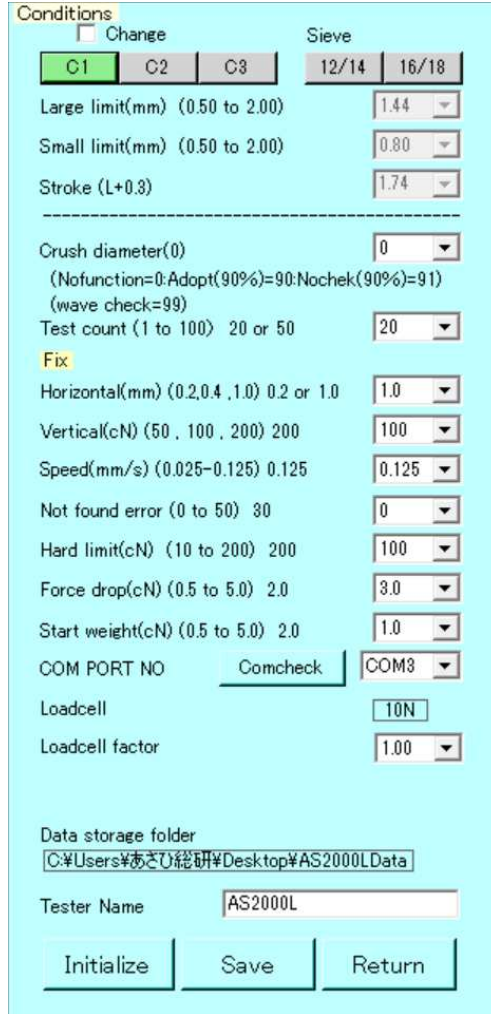 Conditions
Change Sieve
C1 C2 C3 12/14 16/18
Large limit(mm) (0.50 to 2.00) 1.44
Small limit(mm) (0.50 to 2.00) 0.80
Stroke (L+0.3) 1.74
--------------------------------------------
Crush diameter(0) 0
(Nofunction=0:Adopt(90%)=90:Nochek(90%)=91)
(wave check=99)
Test count (1 to 100) 20 or 50 20
Fix
Horizontal(mm) (0.2,0.4 ,1.0) 0.2 or 1.0 1.0
Vertical(cN) (50 , 100 , 200) 200 100
Speed(mm/s) (0.025-0.125) 0.125 0.125
Not found error (0 to 50) 30 0
Hard limit(cN) (10 to 200) 200 100
Force drop(cN) (0.5 to 5.0) 2.0 3.0
Start weight(cN) (0.5 to 5.0) 2.0 1.0
COM PORT NO Comcheck COM3
Loadcell 10N
Loadcell factor 1.00
Data storage folder
C:¥Users¥あさひ総研¥Desktop¥AS2000LData
Tester Name AS2000L
Initialize Save Return